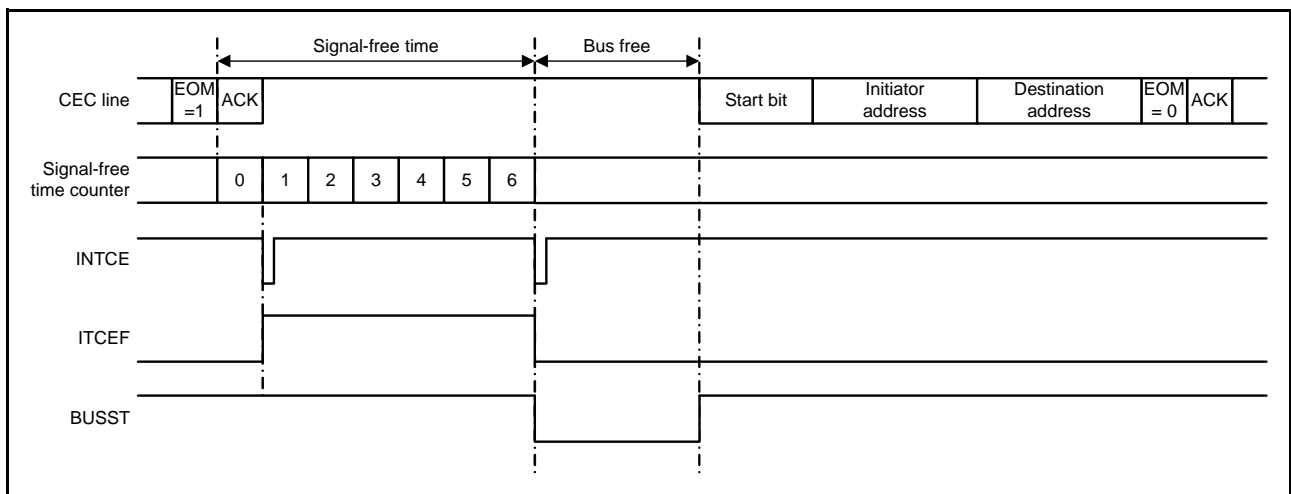 Signal-free time
Bus free
CEC line
EOM
=1
ACK
Start bit
Initiator
address
Destination
address
EOM
= 0
ACK
Signal-free
time counter
0
1
2
3
4
5
6
INTCE
ITCEF
BUSST